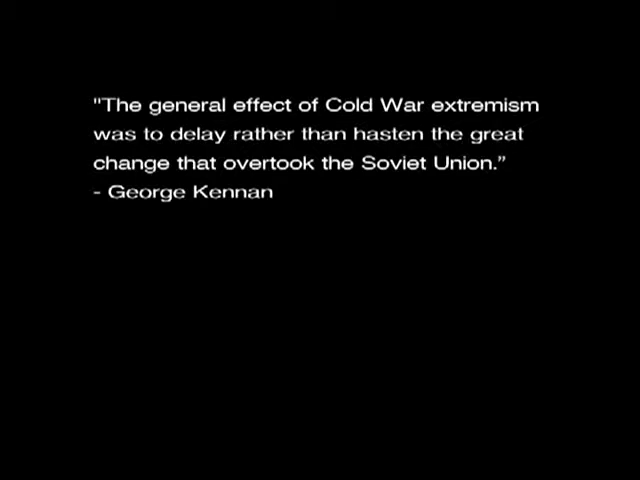 "The general effect of Cold War extremism
was to delay rather than hasten the great
change that overtook the Soviet Union.”
- George Kennan